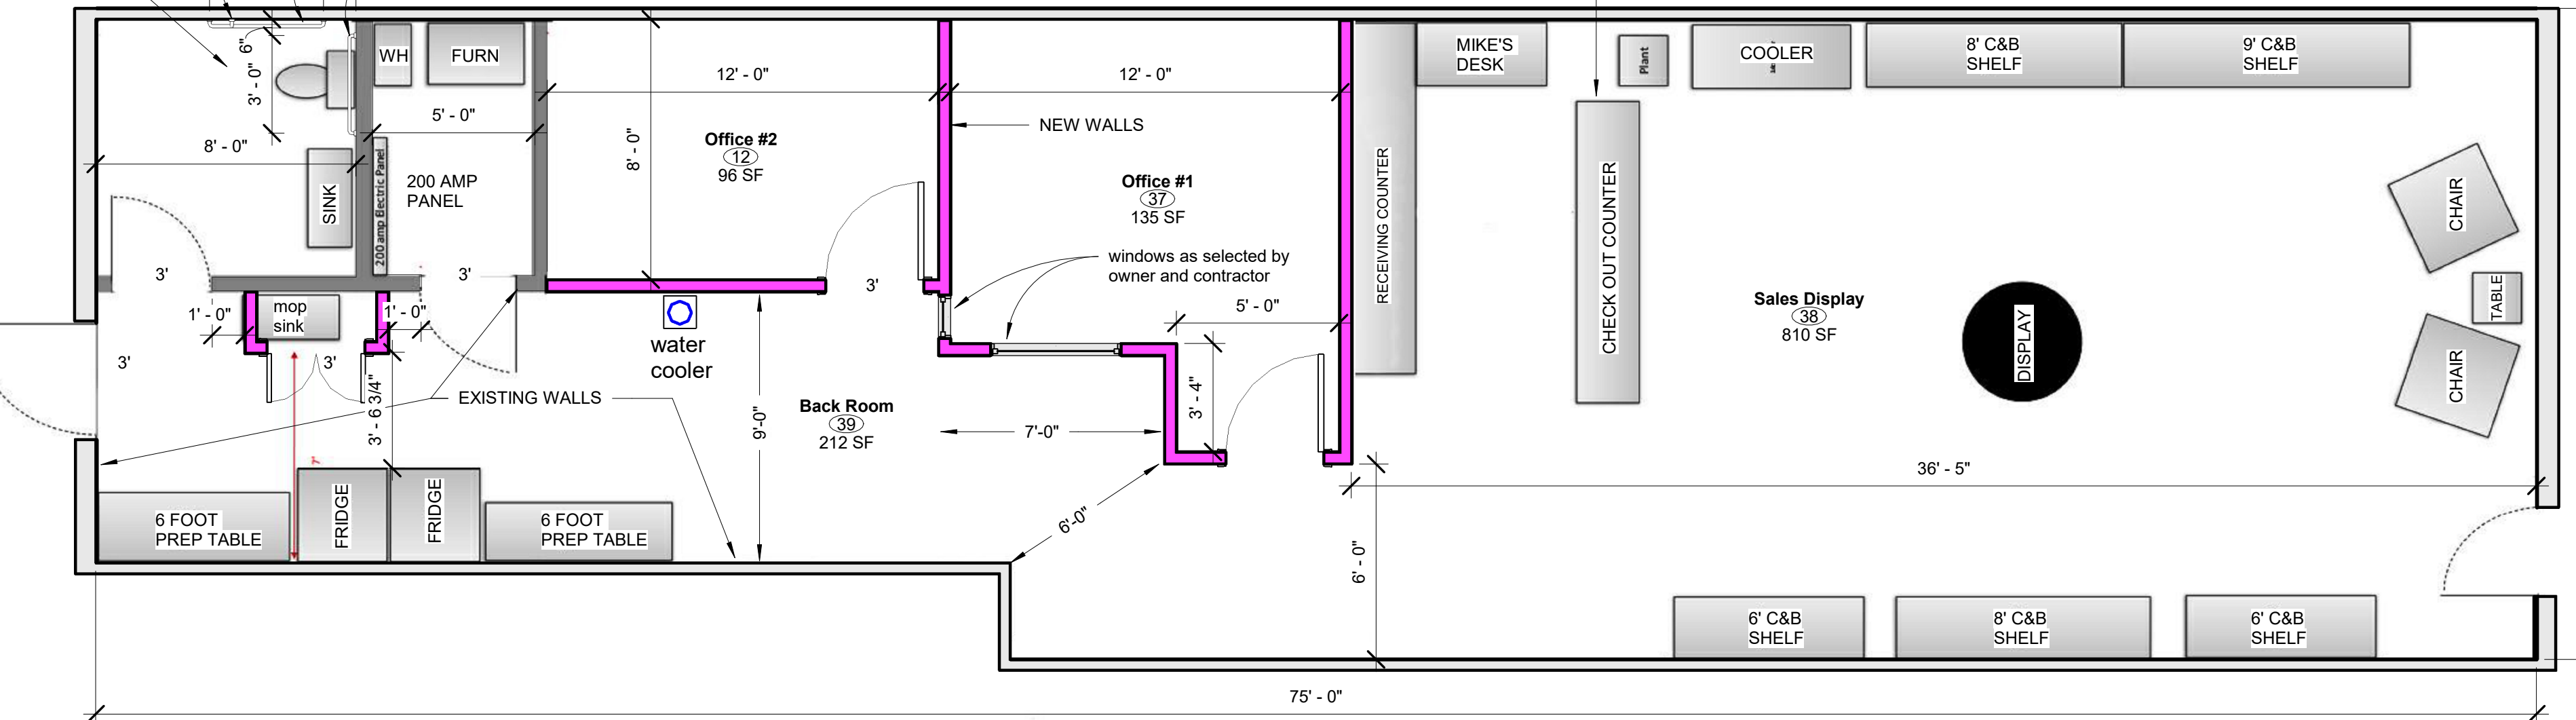 6"
3' - 0"
8' - 0"
3'
SINK
WH
FURN
5' - 0"
200 amp Electric Panel
200 AMP
PANEL
3'
12' - 0"
8' - 0"
Office #2
12
96 SF
3'
12' - 0"
NEW WALLS
Office #1
37
135 SF
windows as selected by
owner and contractor
5' - 0"
3' - 4"
RECEIVING COUNTER
MIKE'S
DESK
Plant
COOLER
8' C&B
SHELF
9' C&B
SHELF
CHECK OUT COUNTER
Sales Display
38
810 SF
DISPLAY
CHAIR
TABLE
CHAIR
1' - 0"
mop
sink
1' - 0"
3'
3'
3' - 6 3/4"
7'
EXISTING WALLS
water
cooler
9'-0"
Back Room
39
212 SF
7'-0"
6'-0"
36' - 5"
6' - 0"
6 FOOT
PREP TABLE
FRIDGE
FRIDGE
6 FOOT
PREP TABLE
6' C&B
SHELF
8' C&B
SHELF
6' C&B
SHELF
75' - 0"